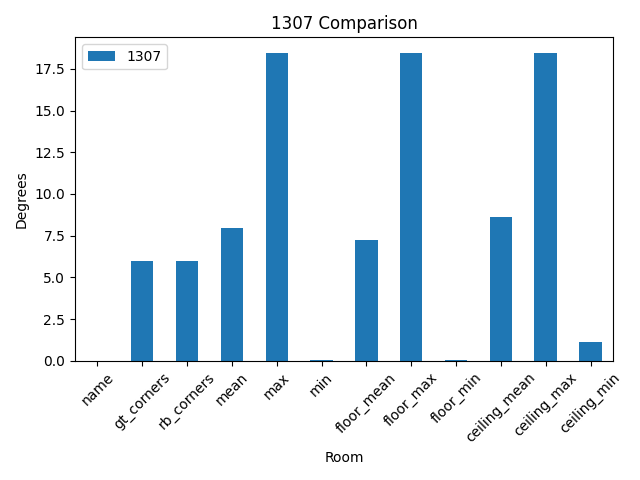 1307 Comparison
1307
17.5
15.0
12.5
10.0
7.5
5.0
2.5
0.0
Degrees
name
gt_corners
rb_corners
mean
max
min
floor_mean
floor_max
floor_min
ceiling_mean
ceiling_max
ceiling_min
Room